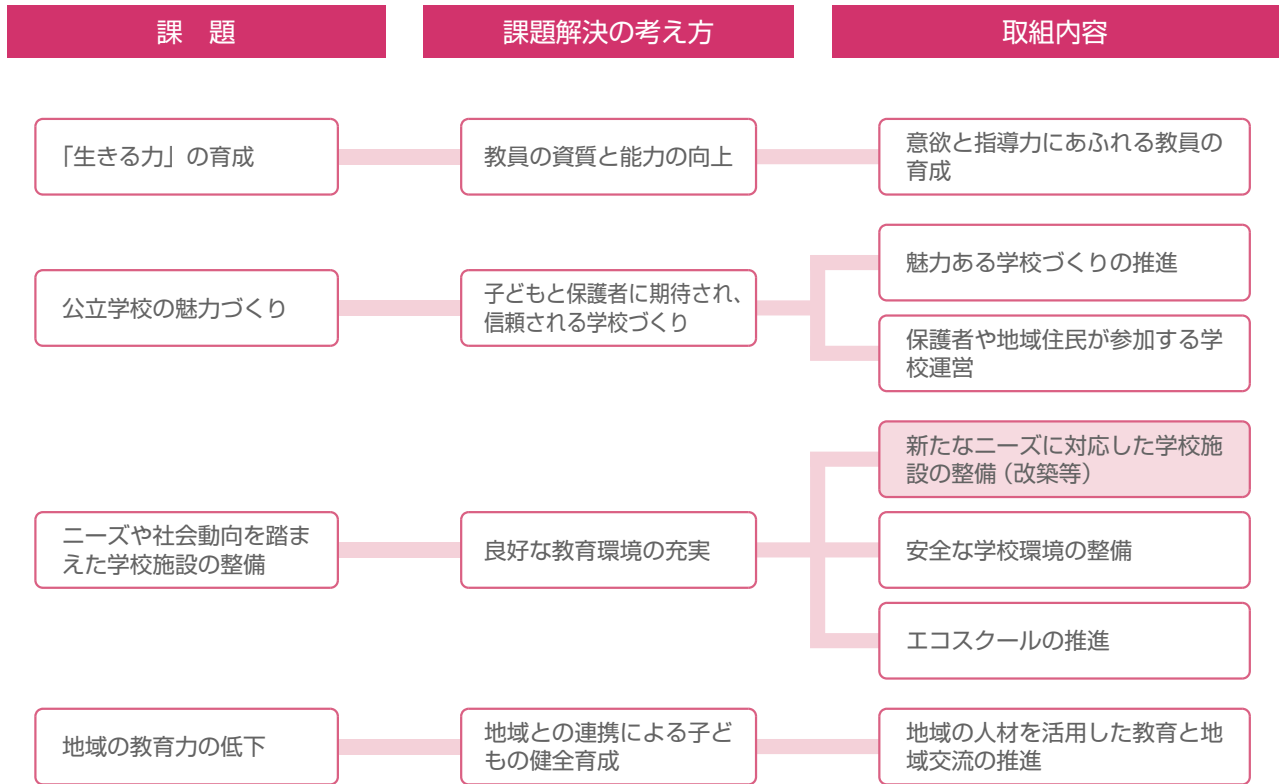 課　題
課題解決の考え方
取組内容
「生きる力」の育成
教員の資質と能力の向上
意欲と指導力にあふれる教員の
育成
公立学校の魅力づくり
子どもと保護者に期待され、
信頼される学校づくり
魅力ある学校づくりの推進
保護者や地域住民が参加する学
校運営
ニーズや社会動向を踏ま
えた学校施設の整備
良好な教育環境の充実
新たなニーズに対応した学校施
設の整備（改築等）
安全な学校環境の整備
エコスクールの推進
地域の教育力の低下
地域との連携による子ど
もの健全育成
地域の人材を活用した教育と地
域交流の推進